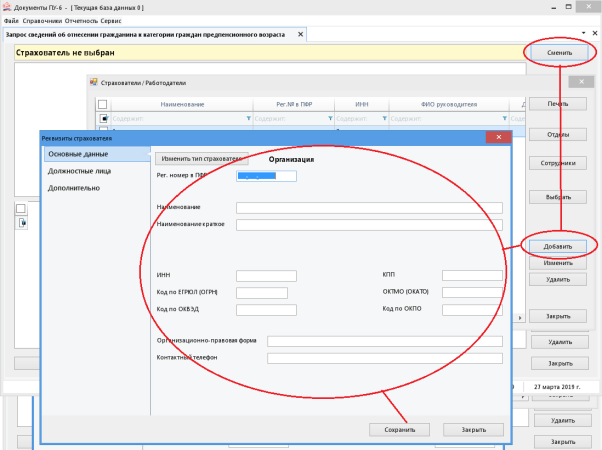 Документы ПУ-6 - [ Текущая база данных 0 ]
Файл Справочники Отчетность Сервис
Запрос сведений об отнесении гражданина к категории граждан предпенсионного возраста
Страхователь не выбран
Сменить
Страхователи / Работодатели
Наименование Рег.№ в ПФР ИНН ФИО руководителя
Содержит: Содержит: Содержит: Содержит:
Печать
Отделы
Сотрудники
Выбрать
Добавить
Изменить
Удалить
Закрыть
Реквизиты страхователя
Основные данные
Должностные лица
Дополнительно
Изменить тип страхователя Организация
Рег. номер в ПФР
Наименование
Наименование краткое
ИНН КПП
Код по ЕГРЮЛ (ОГРН) ОКТМО (ОКАТО)
Код по ОКВЭД Код по ОКПО
Организационно-правовая форма
Контактный телефон
Сохранить Закрыть
Удалить
Закрыть
27 марта 2019 г.
Удалить
Закрыть